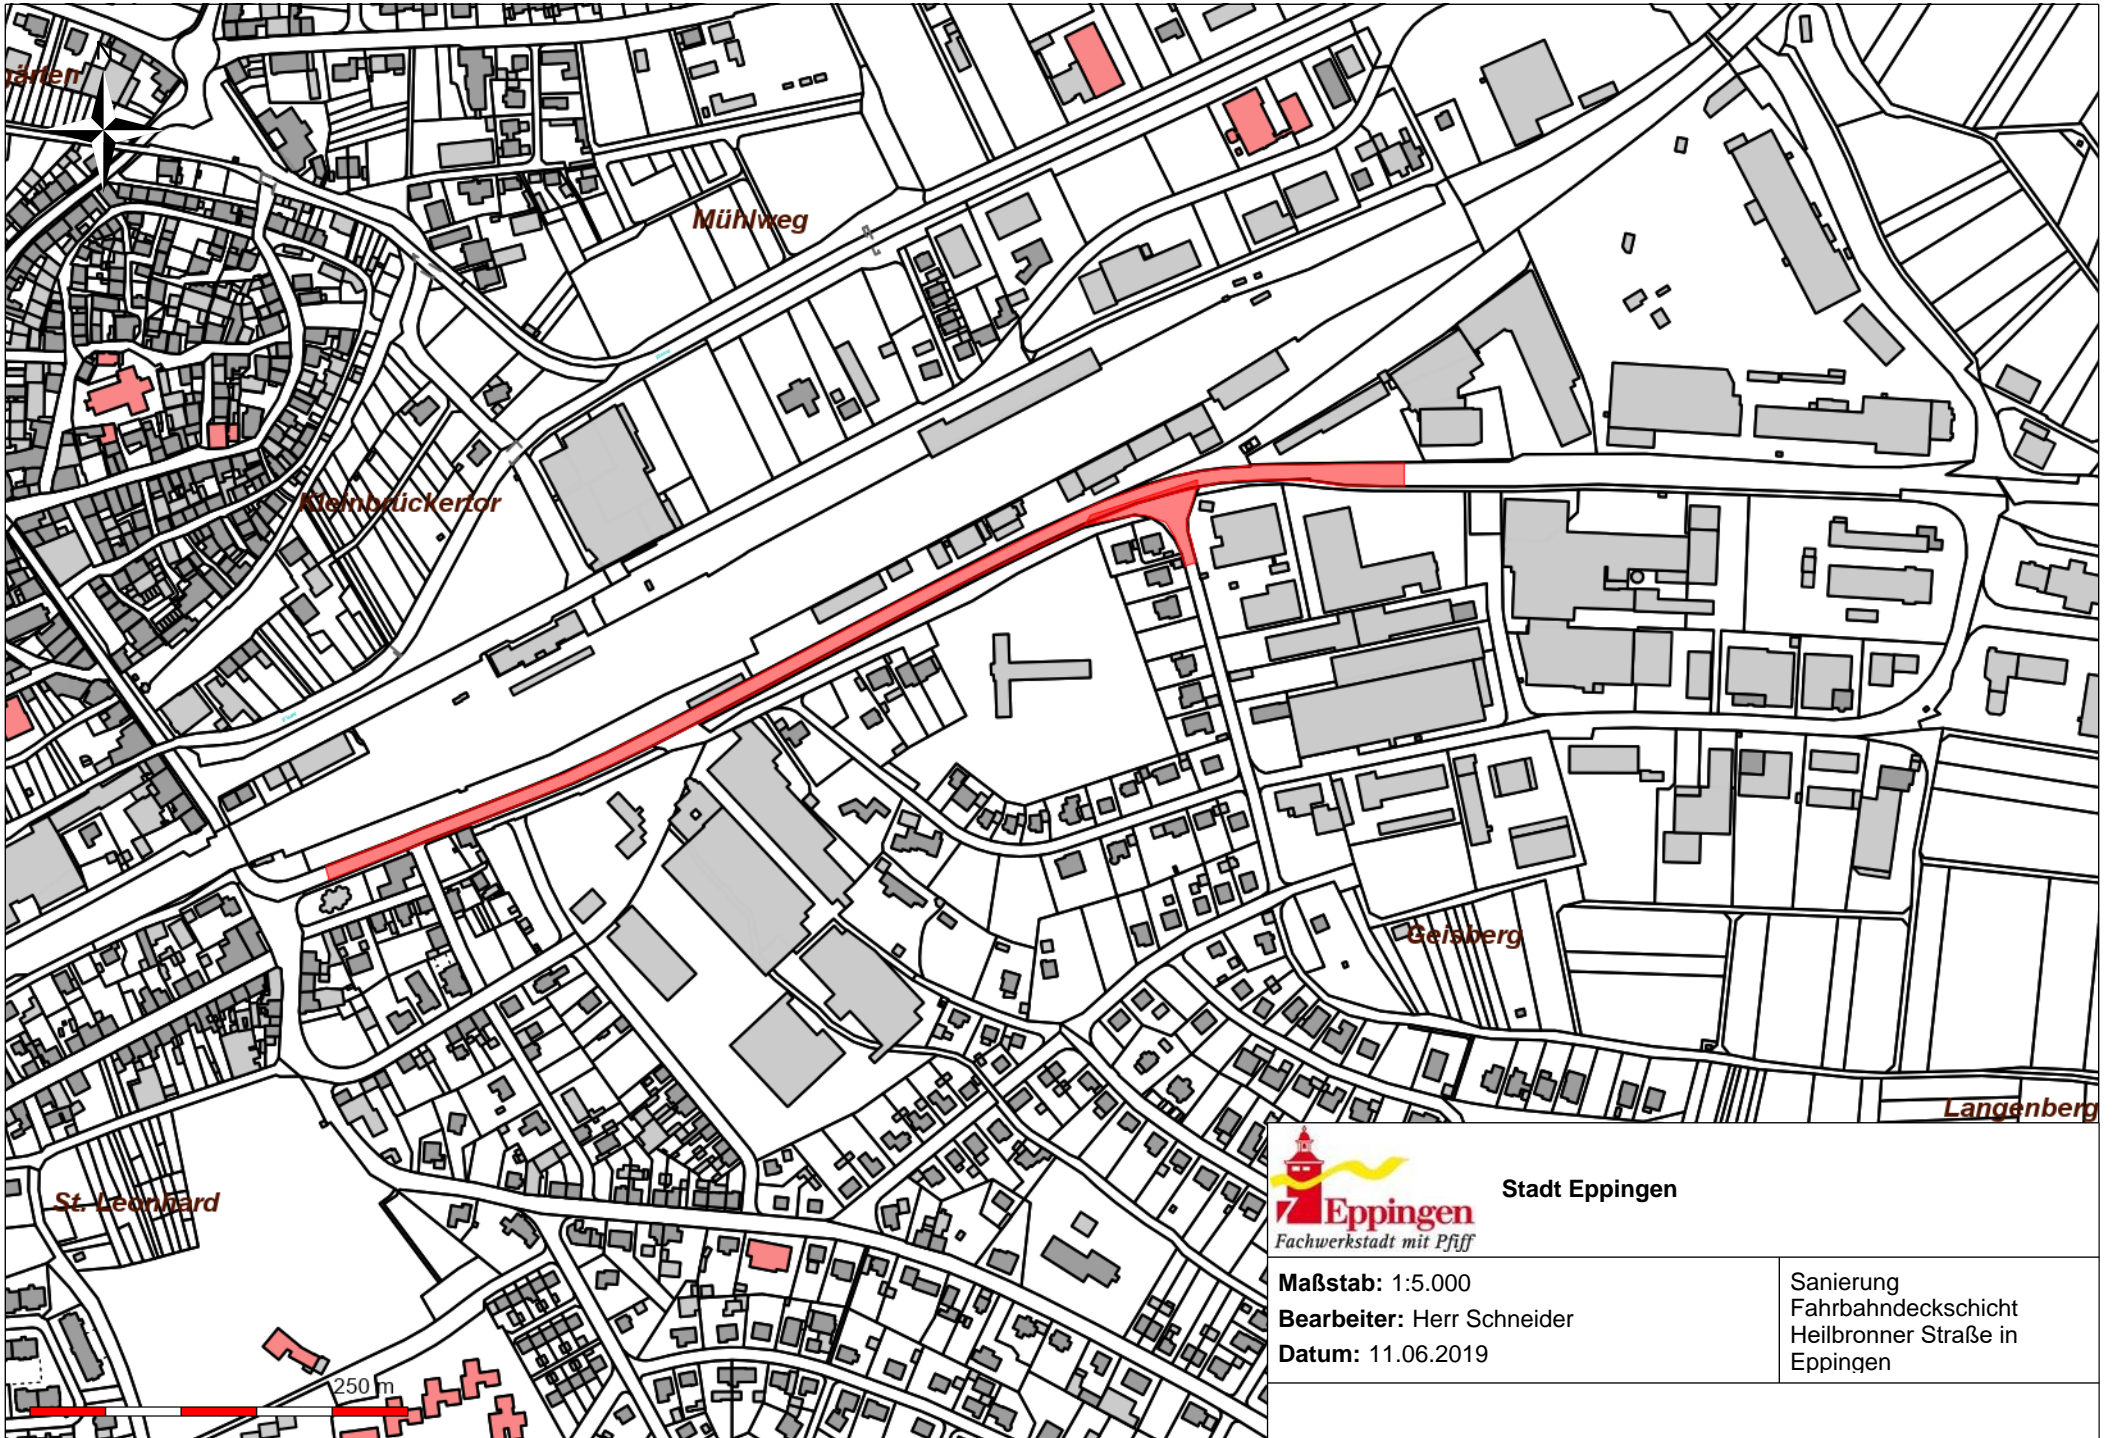 gärten
Mühlweg
Kleinbrückertor
Geisberg
Langenberg
St. Leonhard
250 m
Eppingen
Fachwerkstadt mit Pfiff
Stadt Eppingen
Maßstab: 1:5.000
Bearbeiter: Herr Schneider
Datum: 11.06.2019
Sanierung
Fahrbahndeckschicht
Heilbronner Straße in
Eppingen